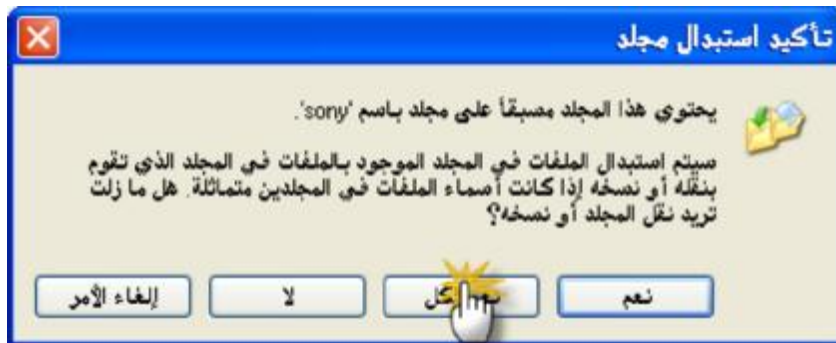 تأكيد استبدال مجلد
يحتوي هذا المجلد مسبقاً على مجلد باسم 'sony'.
سيتم استبدال الملفات في المجلد الموجود بالملفات في المجلد الذي تقوم
بنقله أو نسخه إذا كانت أسماء الملفات في المجلدين متماثلة. هل ما زلت
تريد نقل المجلد أو نسخه؟
نعم
لا
إلغاء الأمر